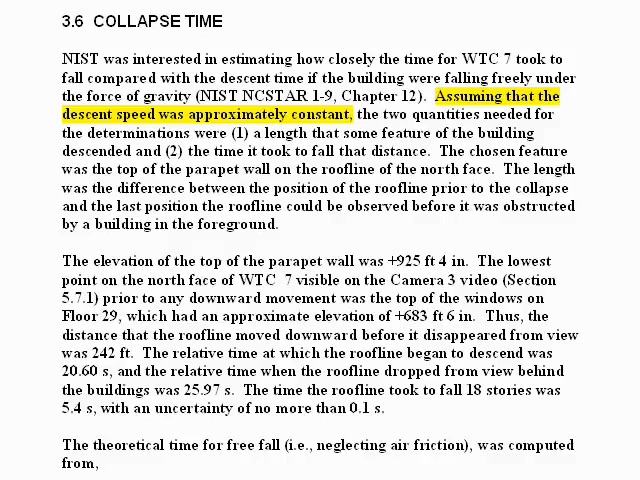 3.6 COLLAPSE TIME
NIST was interested in estimating how closely the time for WTC 7 took to
fall compared with the descent time if the building were falling freely under
the force of gravity (NIST NCSTAR 1-9, Chapter 12). Assuming that the
descent speed was approximately constant, the two quantities needed for
the determinations were (1) a length that some feature of the building
descended and (2) the time it took to fall that distance. The chosen feature
was the top of the parapet wall on the roofline of the north face. The length
was the difference between the position of the roofline prior to the collapse
and the last position the roofline could be observed before it was obstructed
by a building in the foreground.
The elevation of the top of the parapet wall was +925 ft 4 in. The lowest
point on the north face of WTC 7 visible on the Camera 3 video (Section
5.7.1) prior to any downward movement was the top of the windows on
Floor 29, which had an approximate elevation of +683 ft 6 in. Thus, the
distance that the roofline moved downward before it disappeared from view
was 242 ft. The relative time at which the roofline began to descend was
20.60 s, and the relative time when the roofline dropped from view behind
the buildings was 25.97 s. The time the roofline took to fall 18 stories was
5.4 s, with an uncertainty of no more than 0.1 s.
The theoretical time for free fall (i.e., neglecting air friction), was computed
from,